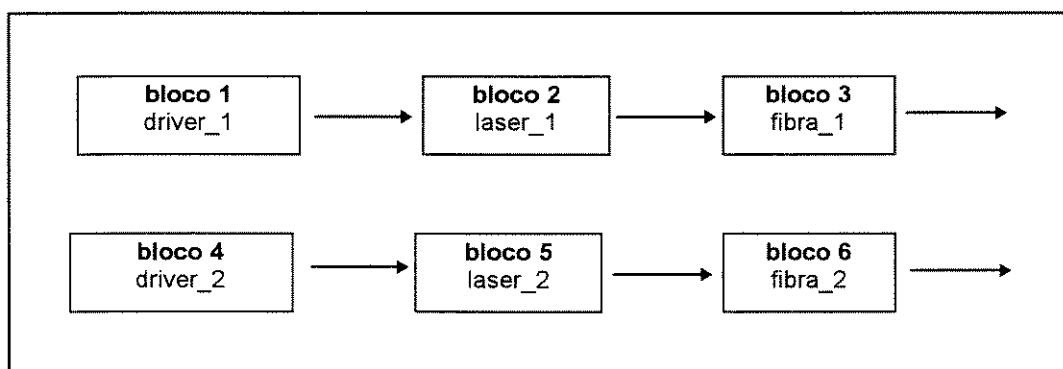 bloco 1
driver_1
bloco 2
laser_1
bloco 3
fibra_1
bloco 4
driver_2
bloco 5
laser_2
bloco 6
fibra_2